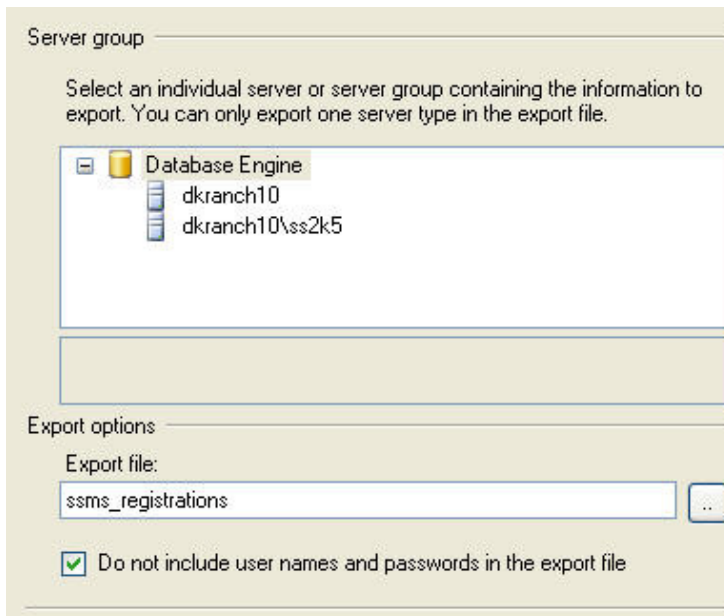 Server group
Select an individual server or server group containing the information to
export. You can only export one server type in the export file.
Database Engine
dkranch10
dkranch10\ss2k5
Export options
Export file:
ssms_registrations
..
Do not include user names and passwords in the export file